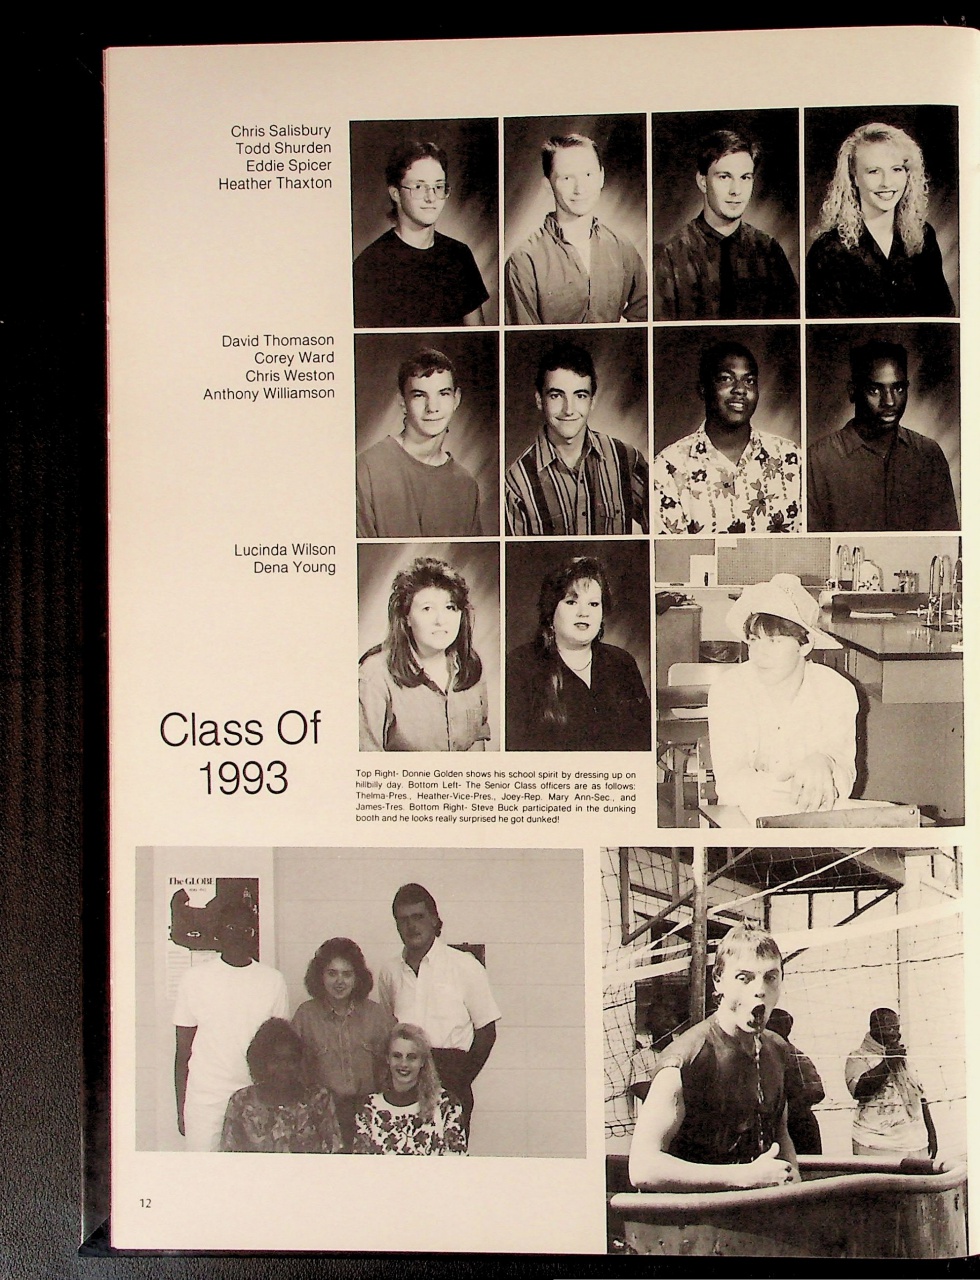 Chris Salisbury
Todd Shurden
Eddie Spicer
Heather Thaxton
David Thomason
Corey Ward
Chris Weston
Anthony Williamson
Lucinda Wilson
Dena Young
Class Of
1993
Top Right- Donnie Golden shows his school spirit by dressing up on
hillbilly day. Bottom Left- The Senior Class officers are as follows:
Thelma-Pres., Heather-Vice-Pres., Joey-Rep. Mary Ann-Sec., and
James-Tres. Bottom Right- Steve Buck participated in the dunking
booth and he looks really surprised he got dunked!
The GLOBE
12